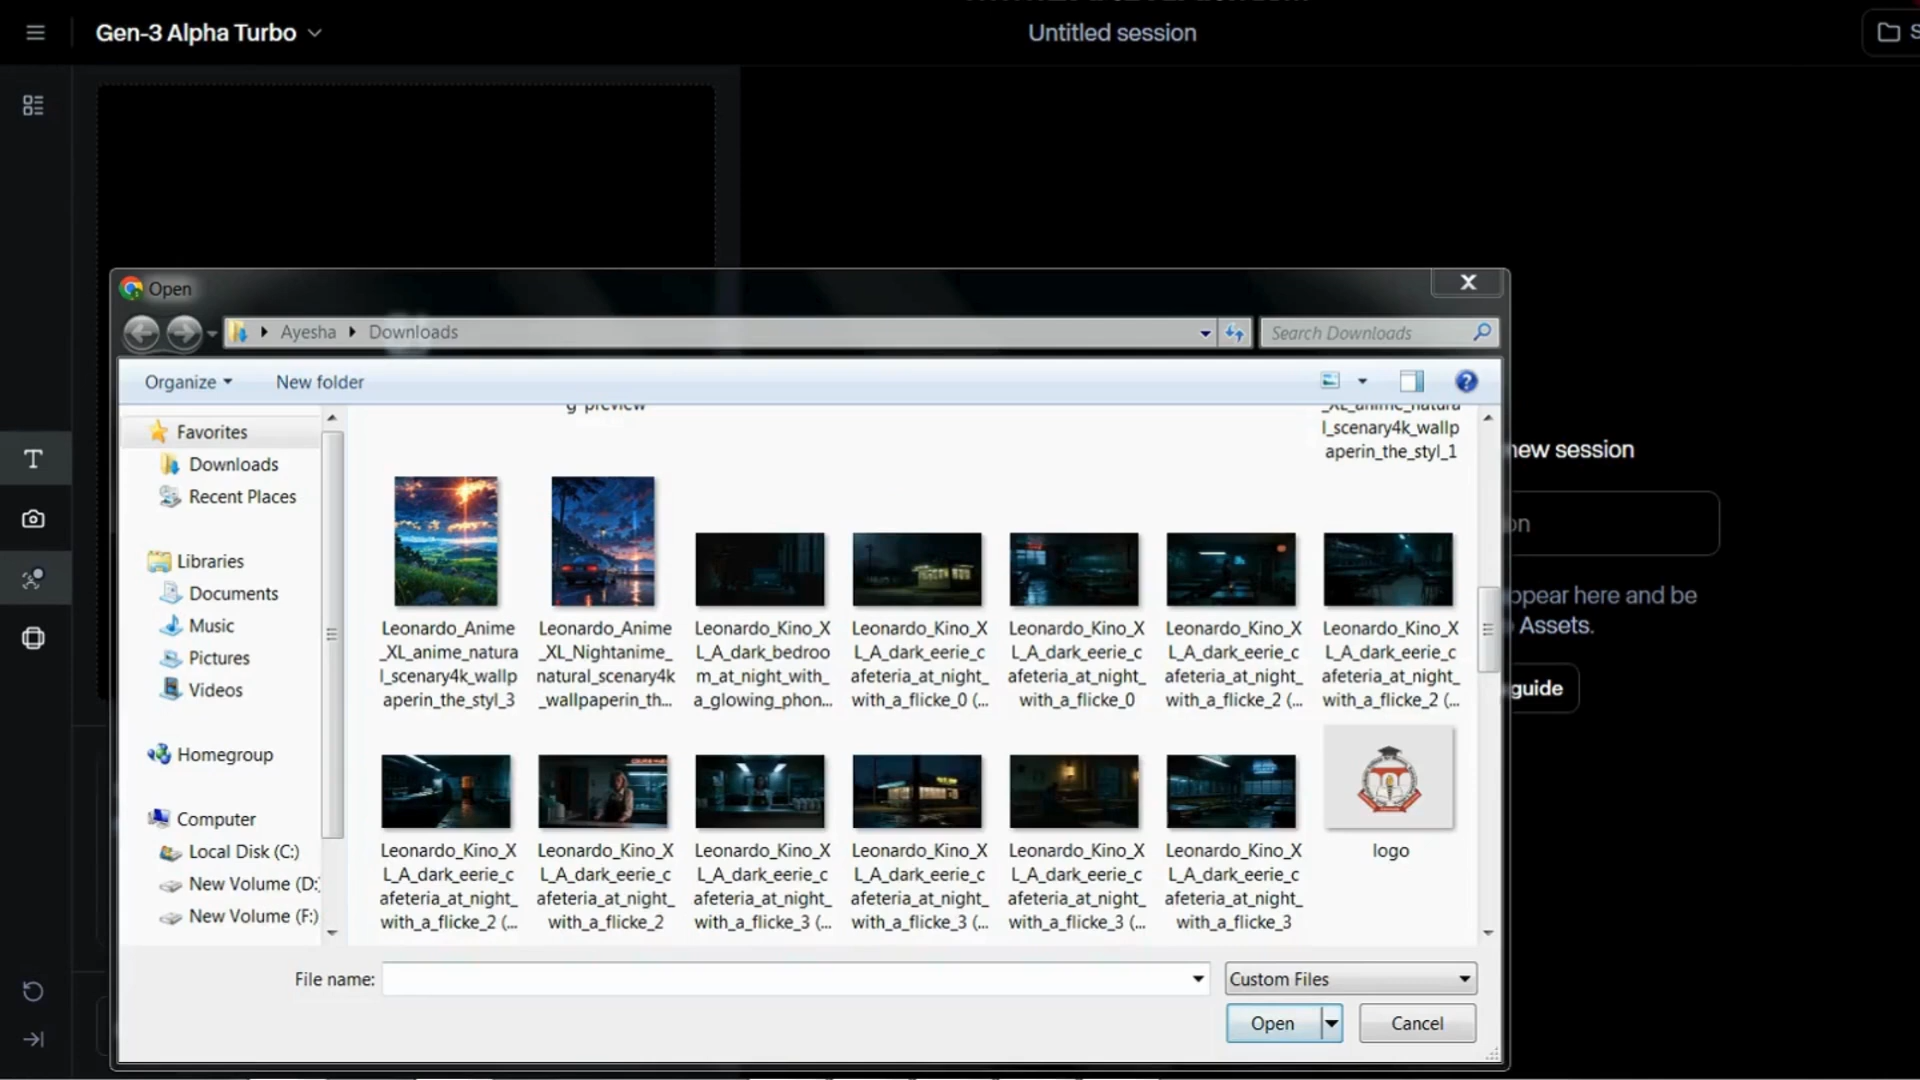 Gen-3 Alpha Turbo
Untitled session
Open
Ayesha
Downloads
Search Downloads
Organize
New folder
g-preview
_XL_anime_natura
l_scenary4k_wallp
aperin_the_styl_1
Favorites
Downloads
Recent Places
Libraries
Documents
Music
Pictures
Videos
Homegroup
Computer
Local Disk (C:)
New Volume (D:
New Volume (F:)
Leonardo_Anime
_XL_anime_natura
l_scenary4k_wallp
aperin_the_styl_3
Leonardo_Anime
_XL_Nightanime_
natural_scenary4k
_wallpaperin_th...
Leonardo_Kino_X
L_A_dark_bedroo
m_at_night_with_
a_glowing_phon...
Leonardo_Kino_X
L_A_dark_eerie_c
afeteria_at_night_
with_a_flicke_0 (...
Leonardo_Kino_X
L_A_dark_eerie_c
afeteria_at_night_
with_a_flicke_0
Leonardo_Kino_X
L_A_dark_eerie_c
afeteria_at_night_
with_a_flicke_2 (...
Leonardo_Kino_X
L_A_dark_eerie_c
afeteria_at_night_
with_a_flicke_2 (...
Leonardo_Kino_X
L_A_dark_eerie_c
afeteria_at_night_
with_a_flicke_2 (...
Leonardo_Kino_X
L_A_dark_eerie_c
afeteria_at_night_
with_a_flicke_2
Leonardo_Kino_X
L_A_dark_eerie_c
afeteria_at_night_
with_a_flicke_3 (...
Leonardo_Kino_X
L_A_dark_eerie_c
afeteria_at_night_
with_a_flicke_3 (...
Leonardo_Kino_X
L_A_dark_eerie_c
afeteria_at_night_
with_a_flicke_3 (...
Leonardo_Kino_X
L_A_dark_eerie_c
afeteria_at_night_
with_a_flicke_3
logo
File name:
Custom Files
Open
Cancel
new session
on
ppear here and be
Assets.
guide